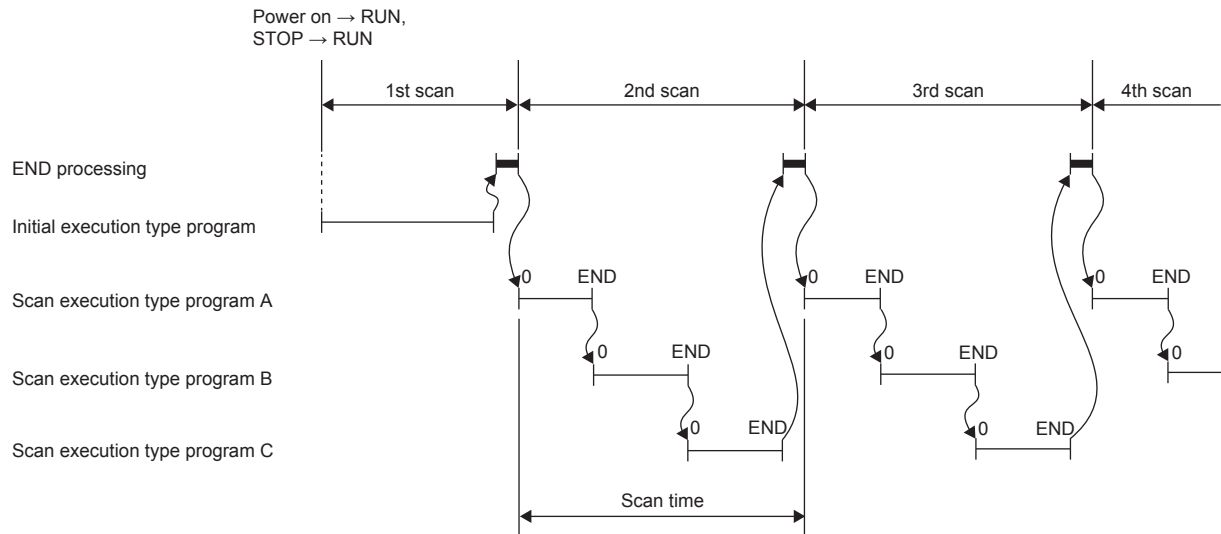 Power on → RUN,
STOP → RUN
1st scan
2nd scan
3rd scan
4th scan
END processing
Initial execution type program
0
END
0
END
0
Scan execution type program A
0
END
0
END
0
Scan execution type program B
0
END
0
END
Scan execution type program C
Scan time